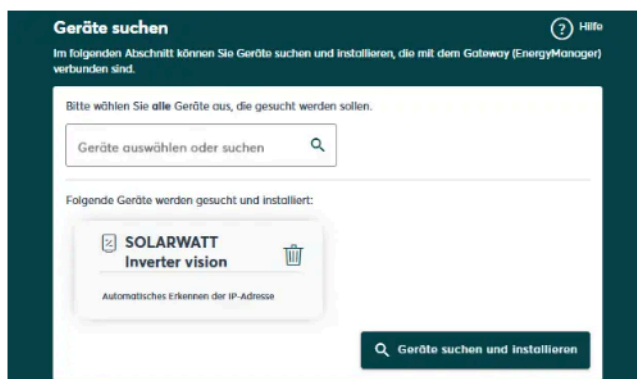 Geräte suchen
? Hilfe
Im folgenden Abschnitt können Sie Geräte suchen und installieren, die mit dem Gateway (EnergyManager)
verbunden sind.
Bitte wählen Sie alle Geräte aus, die gesucht werden sollen.
Geräte auswählen oder suchen
Folgende Geräte werden gesucht und installiert:
SOLARWATT
Inverter vision
Automatisches Erkennen der IP-Adresse
Geräte suchen und installieren